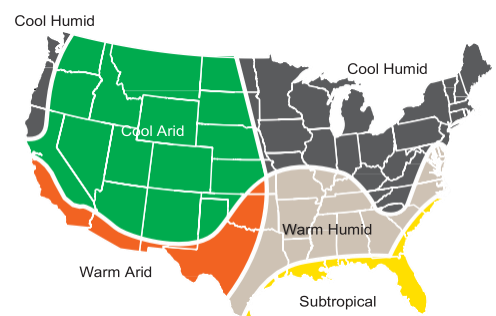 Cool Humid
Cool Humid
Cool Arid
Warm Humid
Warm Arid
Subtropical